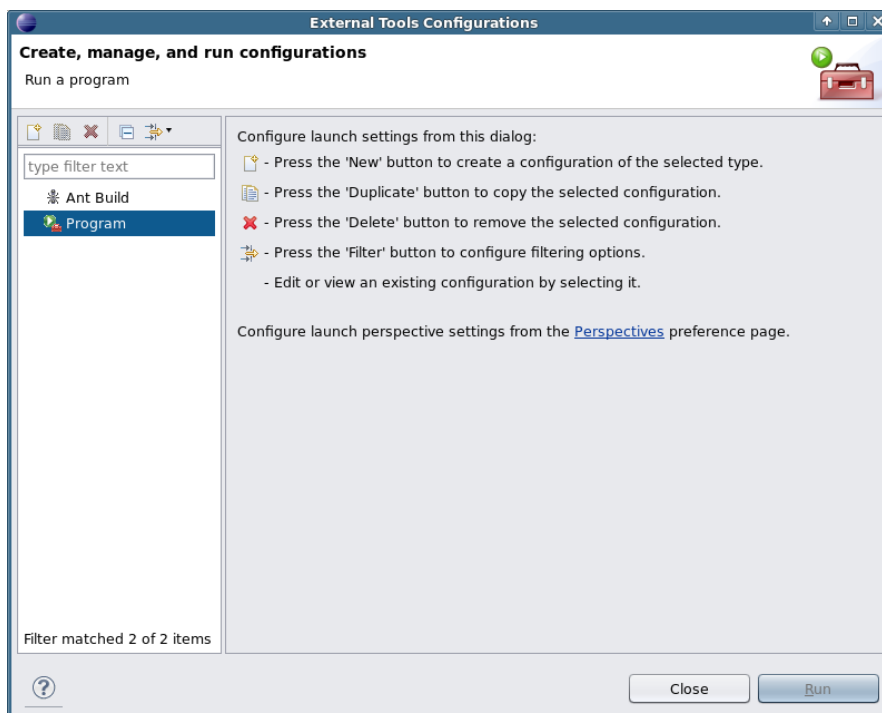 External Tools Configurations
Create, manage, and run configurations
Run a program
type filter text
Ant Build
Program
Filter matched 2 of 2 items
Configure launch settings from this dialog:
- Press the 'New' button to create a configuration of the selected type.
- Press the 'Duplicate' button to copy the selected configuration.
- Press the 'Delete' button to remove the selected configuration.
- Press the 'Filter' button to configure filtering options.
- Edit or view an existing configuration by selecting it.
Configure launch perspective settings from the Perspectives preference page.
?
Close
Run